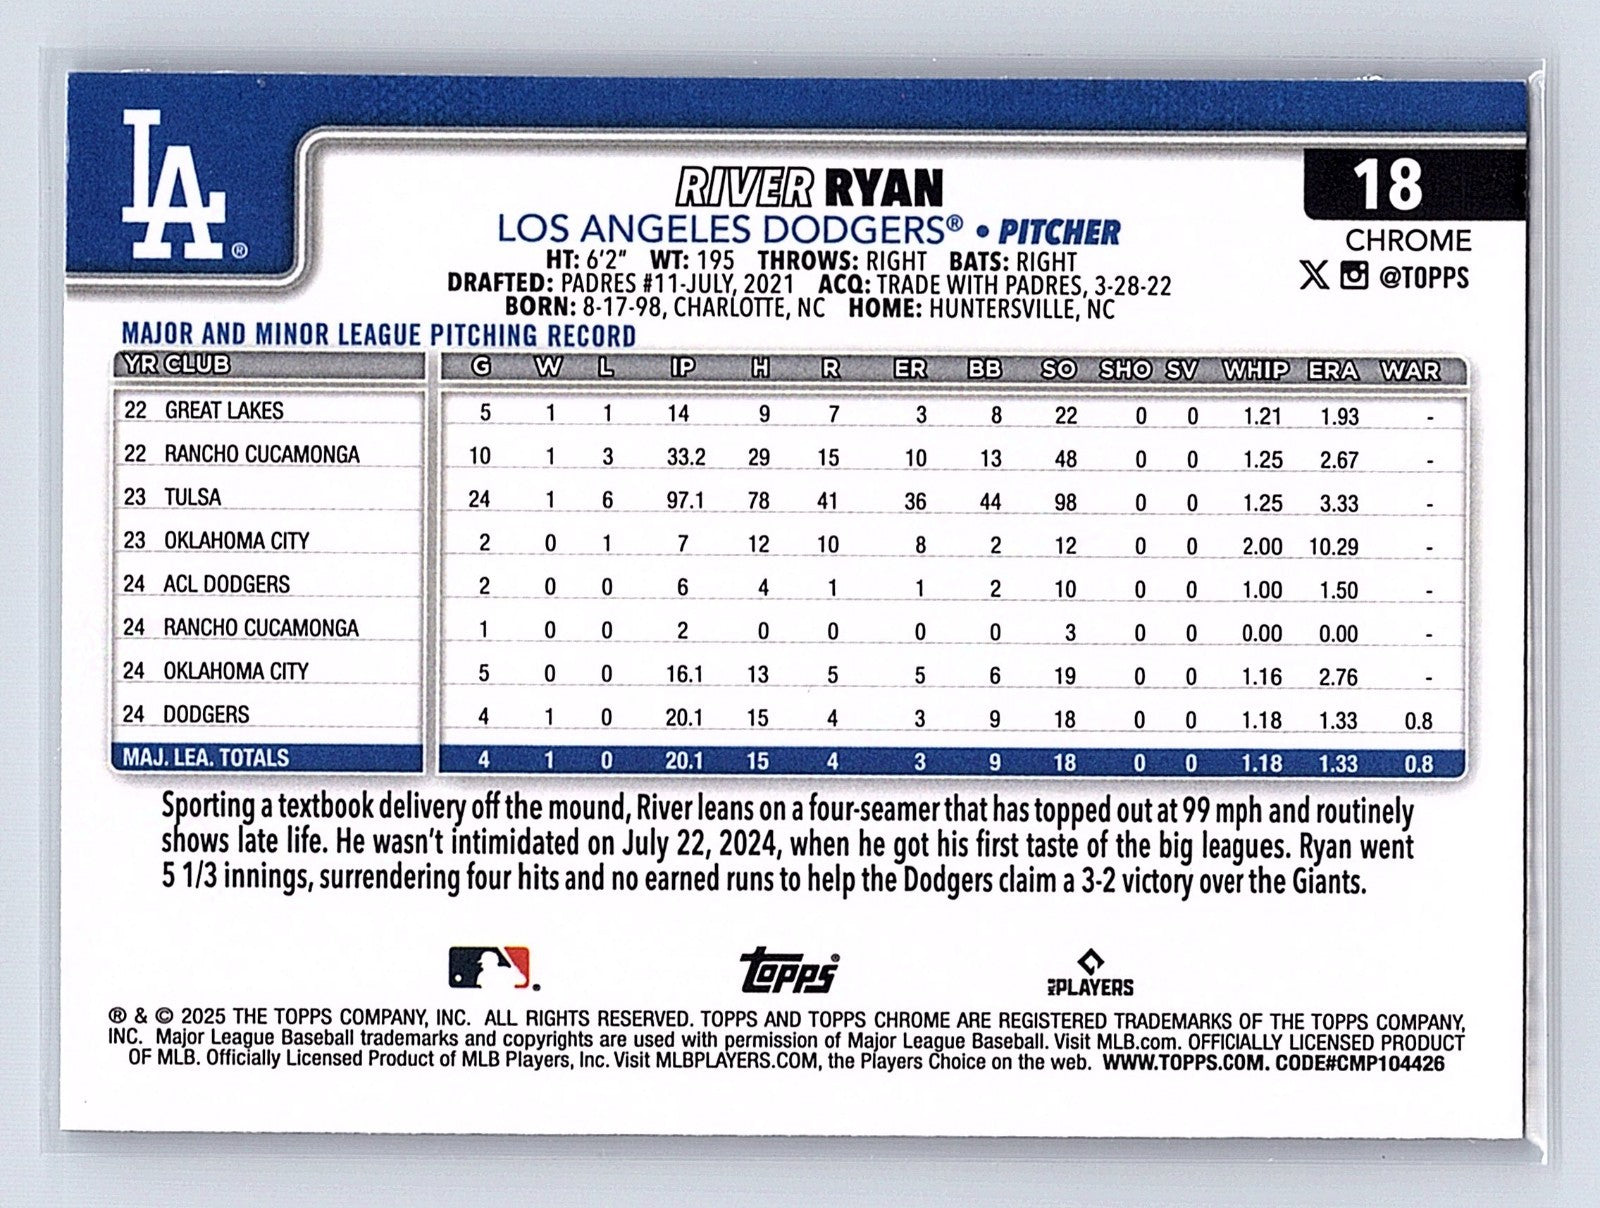 LA ®
RIVER RYAN
18
LOS ANGELES DODGERS® • PITCHER
CHROME
HT: 6'2" WT: 195 THROWS: RIGHT BATS: RIGHT
DRAFTED: PADRES #11-JULY, 2021 ACQ: TRADE WITH PADRES, 3-28-22
X @TOPPS
BORN: 8-17-98, CHARLOTTE, NC HOME: HUNTERSVILLE, NC
MAJOR AND MINOR LEAGUE PITCHING RECORD
YR CLUB G W L IP H R ER BB SO SHO SV WHIP ERA WAR
22 GREAT LAKES 5 1 1 14 9 7 3 8 22 0 0 1.21 1.93 -
22 RANCHO CUCAMONGA 10 1 3 33.2 29 15 10 13 48 0 0 1.25 2.67 -
23 TULSA 24 1 6 97.1 78 41 36 44 98 0 0 1.25 3.33 -
23 OKLAHOMA CITY 2 0 1 7 12 10 8 2 12 0 0 2.00 10.29 -
24 ACL DODGERS 2 0 0 6 4 1 1 2 10 0 0 1.00 1.50 -
24 RANCHO CUCAMONGA 1 0 0 2 0 0 0 0 3 0 0 0.00 0.00 -
24 OKLAHOMA CITY 5 0 0 16.1 13 5 5 6 19 0 0 1.16 2.76 -
24 DODGERS 4 1 0 20.1 15 4 3 9 18 0 0 1.18 1.33 0.8
MAJ. LEA. TOTALS 4 1 0 20.1 15 4 3 9 18 0 0 1.18 1.33 0.8
Sporting a textbook delivery off the mound, River leans on a four-seamer that has topped out at 99 mph and routinely
shows late life. He wasn't intimidated on July 22, 2024, when he got his first taste of the big leagues. Ryan went
5 1/3 innings, surrendering four hits and no earned runs to help the Dodgers claim a 3-2 victory over the Giants.
topps®
MLB PLAYERS
® & © 2025 THE TOPPS COMPANY, INC. ALL RIGHTS RESERVED. TOPPS AND TOPPS CHROME ARE REGISTERED TRADEMARKS OF THE TOPPS COMPANY,
INC. Major League Baseball trademarks and copyrights are used with permission of Major League Baseball. Visit MLB.com. OFFICIALLY LICENSED PRODUCT
OF MLB. Officially Licensed Product of MLB Players, Inc. Visit MLBPLAYERS.COM, the Players Choice on the web. WWW.TOPPS.COM. CODE#CMP104426